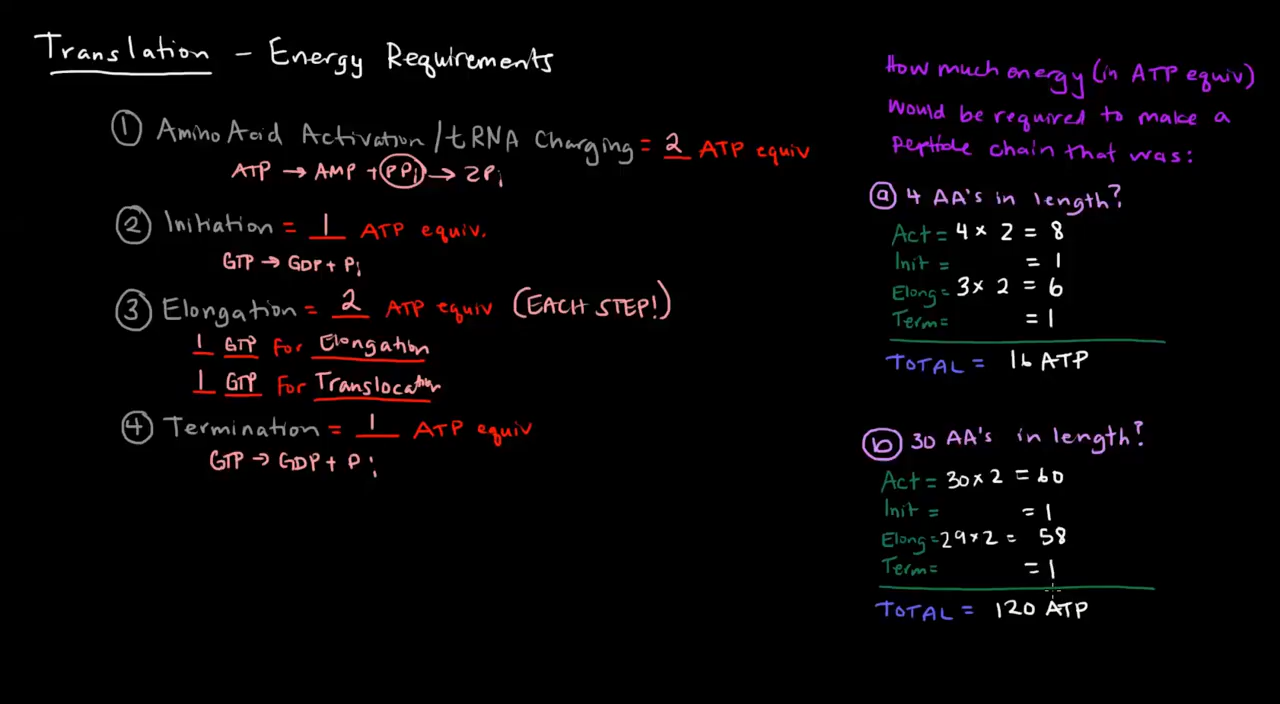 Translation - Energy Requirements
① Amino Acid Activation/tRNA Charging = 2 ATP equiv
ATP → AMP + PPi → 2Pi
② Initiation = 1 ATP equiv.
GTP → GDP + Pi
③ Elongation = 2 ATP equiv (EACH STEP!)
1 GTP for Elongation
1 GTP for Translocation
④ Termination = 1 ATP equiv
GTP → GDP + Pi
How much energy (in ATP equiv)
would be required to make a
peptide chain that was:
ⓐ 4 AA's in length?
Act = 4 × 2 = 8
Init = = 1
Elong = 3 × 2 = 6
Term = = 1
TOTAL = 16 ATP
ⓑ 30 AA's in length?
Act = 30 × 2 = 60
Init = = 1
Elong = 29 × 2 = 58
Term = = 1
TOTAL = 120 ATP